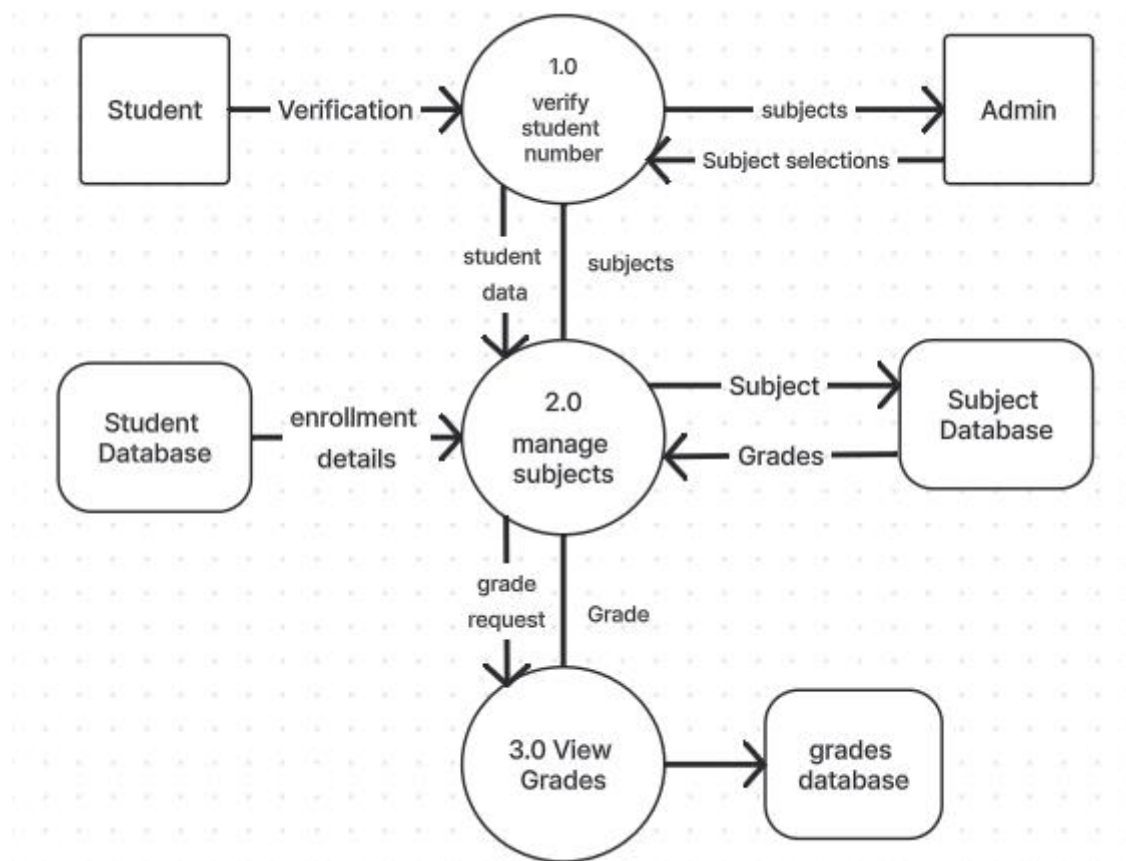 Student
Verification
1.0
verify
student
number
subjects
Subject selections
Admin
student
data
subjects
Student
Database
enrollment
details
2.0
manage
subjects
Subject
Grades
Subject
Database
grade
request
Grade
3.0 View
Grades
grades
database